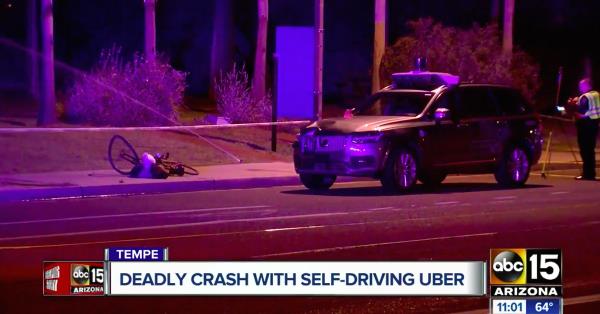 TEMPE
DEADLY CRASH WITH SELF-DRIVING UBER
abc 15
ARIZONA
abc 15
ARIZONA
11:01 64°